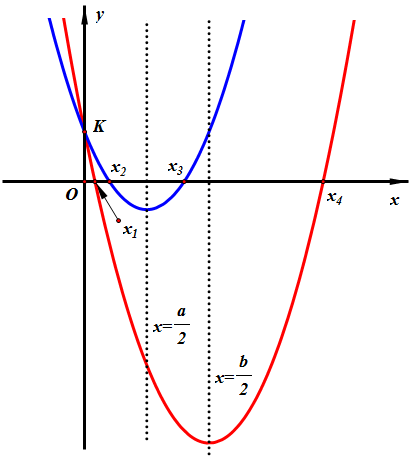 y
K
x₂ x₃
O x₄ x
x₁
x=a/2
x=b/2